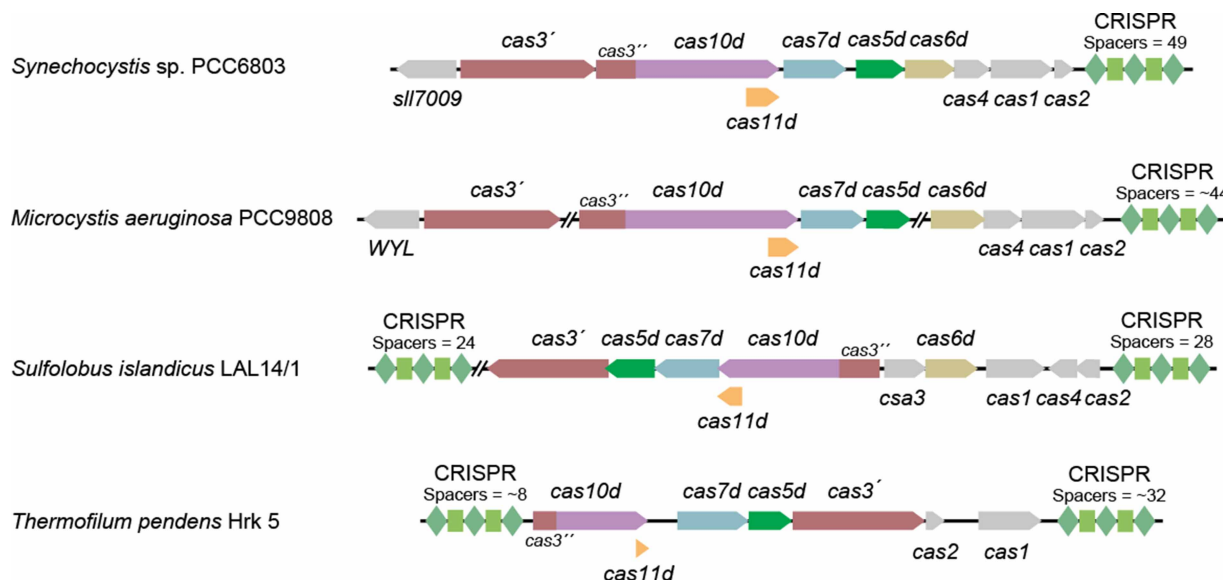 CRISPR
cas3´ cas3´´ cas10d cas7d cas5d cas6d Spacers = 49
Synechocystis sp. PCC6803
sll7009 cas4 cas1 cas2
cas11d
CRISPR
cas3´ cas3´´ cas10d cas7d cas5d cas6d Spacers = ~44
Microcystis aeruginosa PCC9808
WYL cas4 cas1 cas2
cas11d
CRISPR CRISPR
Spacers = 24 cas3´ cas5d cas7d cas10d cas3´´ cas6d Spacers = 28
Sulfolobus islandicus LAL14/1
csa3 cas1 cas4 cas2
cas11d
CRISPR CRISPR
Spacers = ~8 cas10d cas7d cas5d cas3´ Spacers = ~32
Thermofilum pendens Hrk 5
cas3´´ cas2 cas1
cas11d